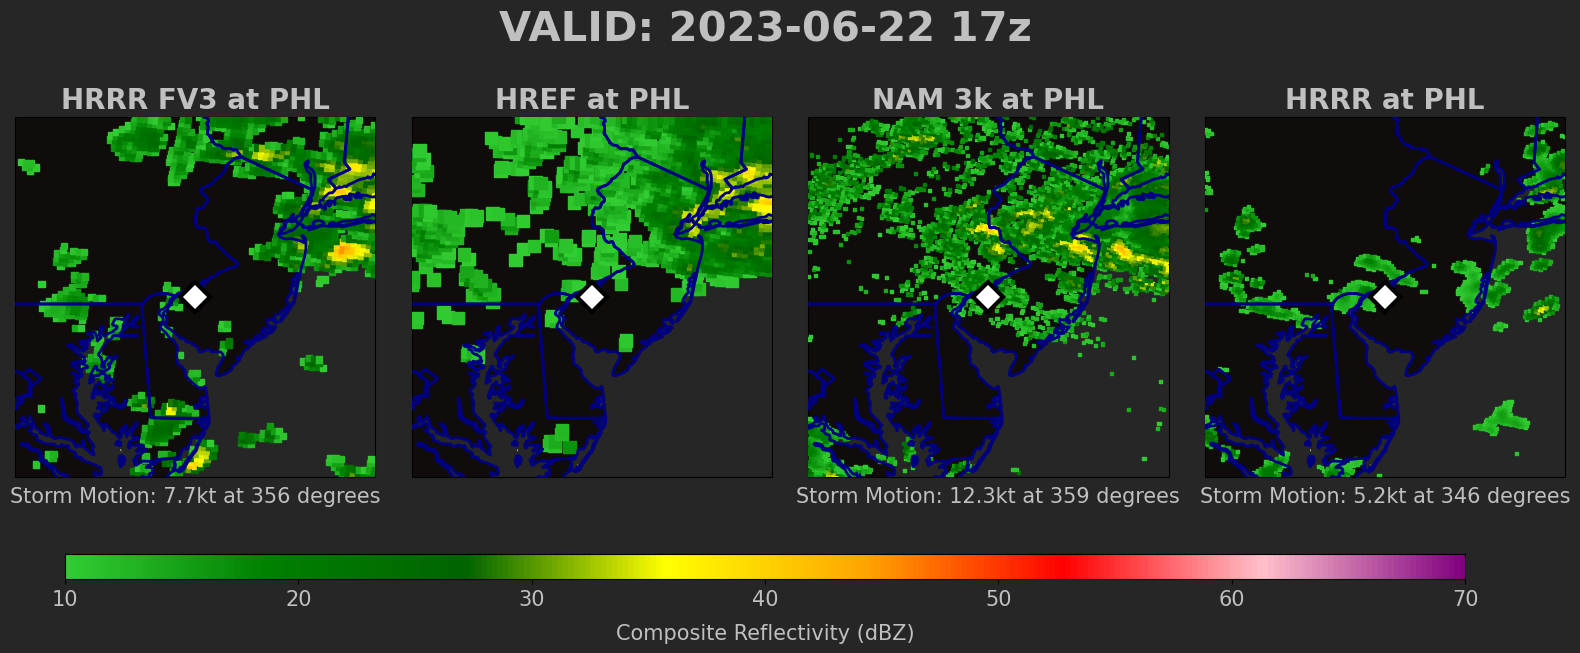 VALID: 2023-06-22 17z
HRRR FV3 at PHL
HREF at PHL
NAM 3k at PHL
HRRR at PHL
Storm Motion: 7.7kt at 356 degrees
Storm Motion: 12.3kt at 359 degrees
Storm Motion: 5.2kt at 346 degrees
10 20 30 40 50 60 70
Composite Reflectivity (dBZ)